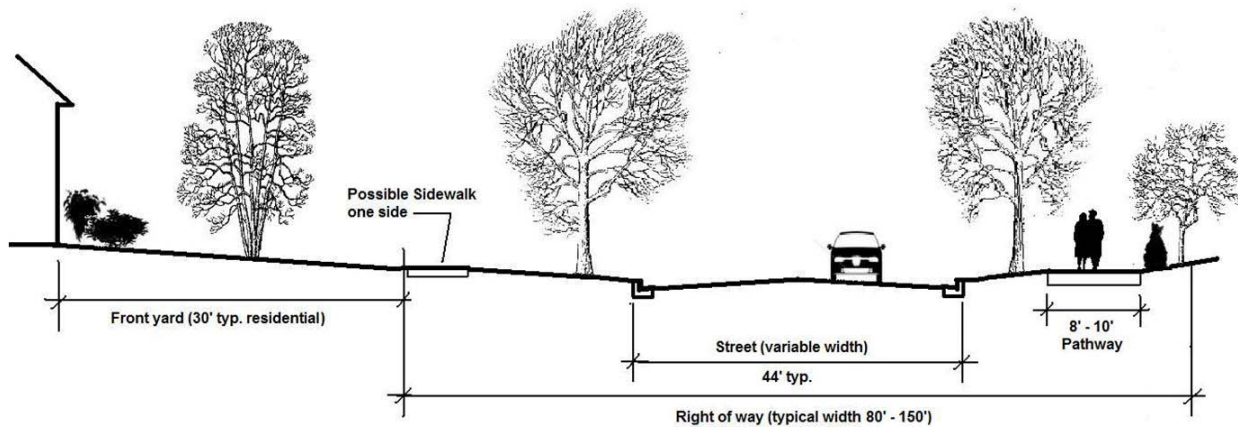 Possible Sidewalk
one side
Front yard (30' typ. residential)
Street (variable width)
44' typ.
8' - 10'
Pathway
Right of way (typical width 80' - 150')